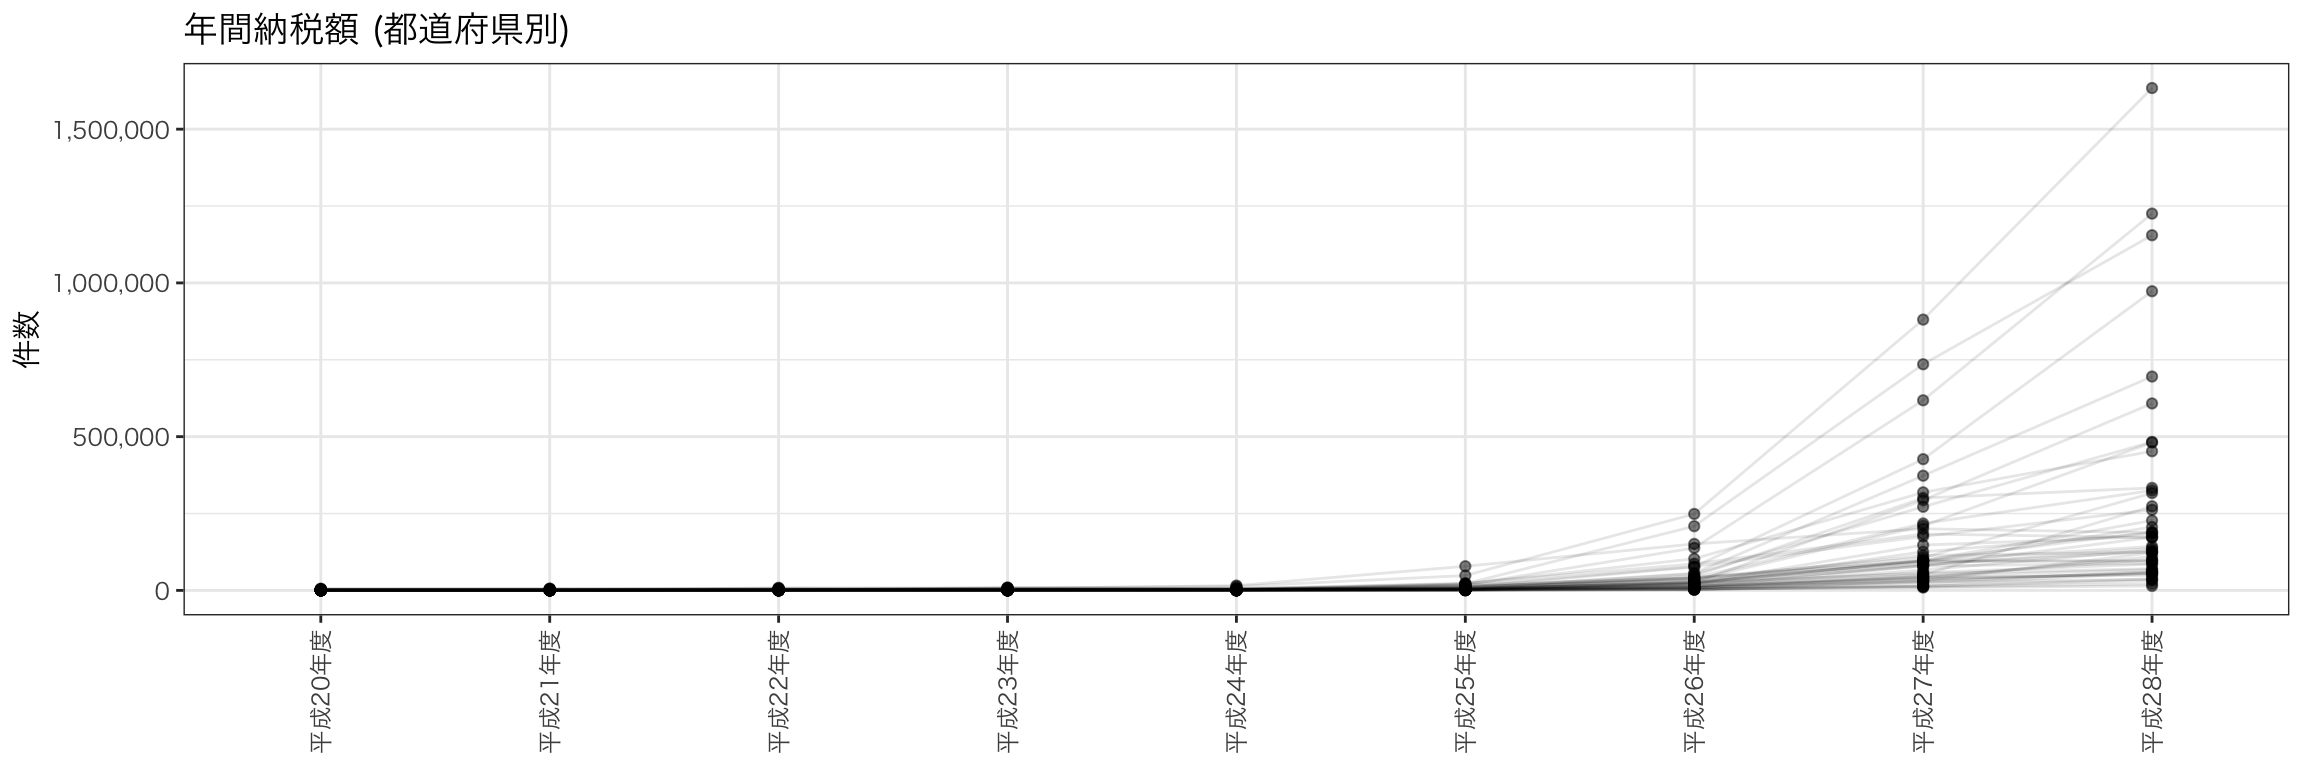 年間納税額 (都道府県別)
件数
1,500,000
1,000,000
500,000
0
平成20年度
平成21年度
平成22年度
平成23年度
平成24年度
平成25年度
平成26年度
平成27年度
平成28年度